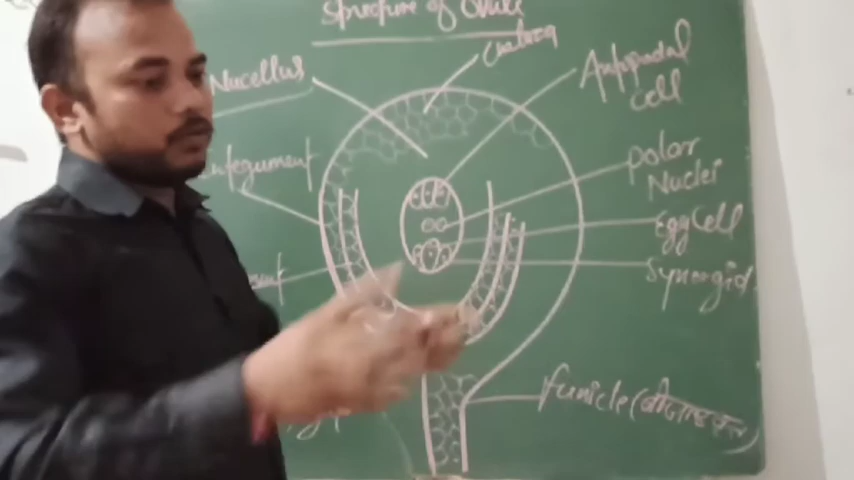 Structure of Ovule
Nucellus
Chalaza
Antipodal
cell
integument
polar
Nuclei
Egg Cell
Synergid
funicle (